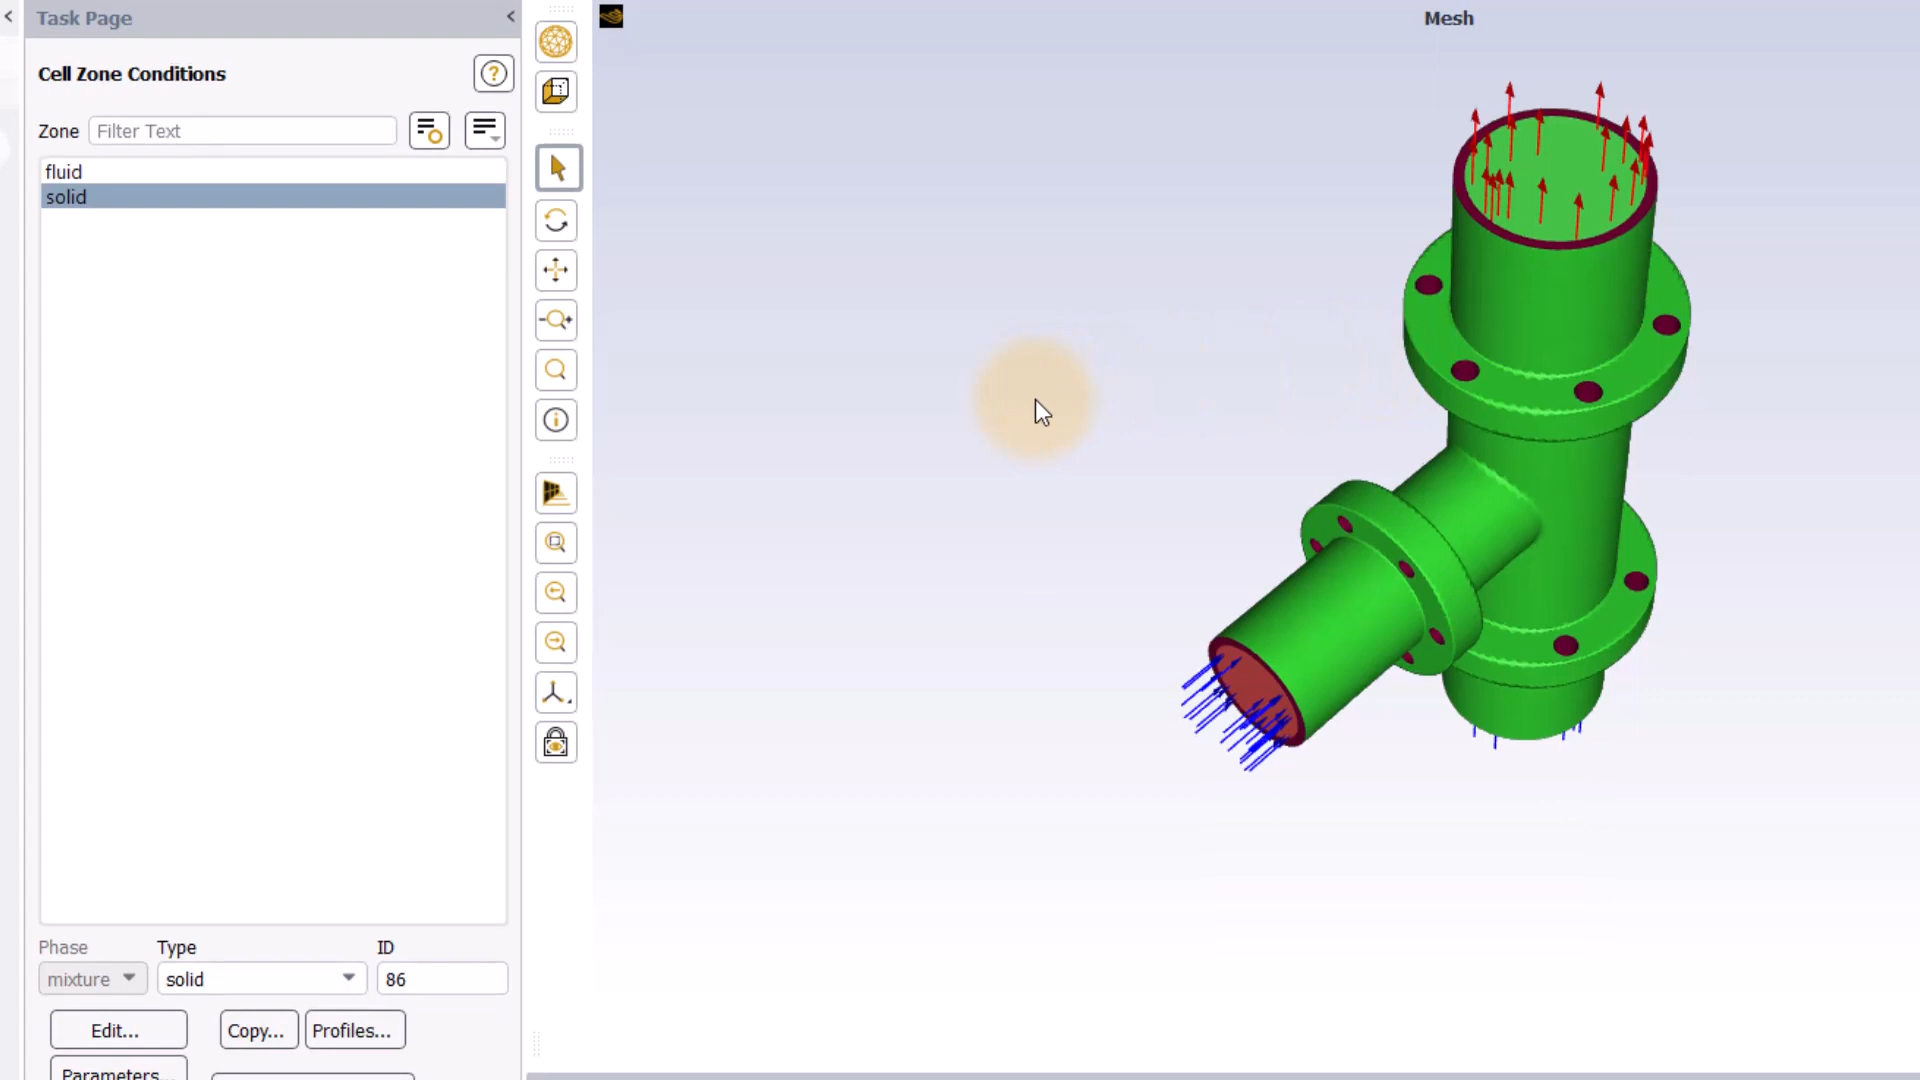 Task Page
Mesh
Cell Zone Conditions
Zone Filter Text
fluid
solid
Phase Type ID
mixture solid 86
Edit... Copy... Profiles...
Parameters...